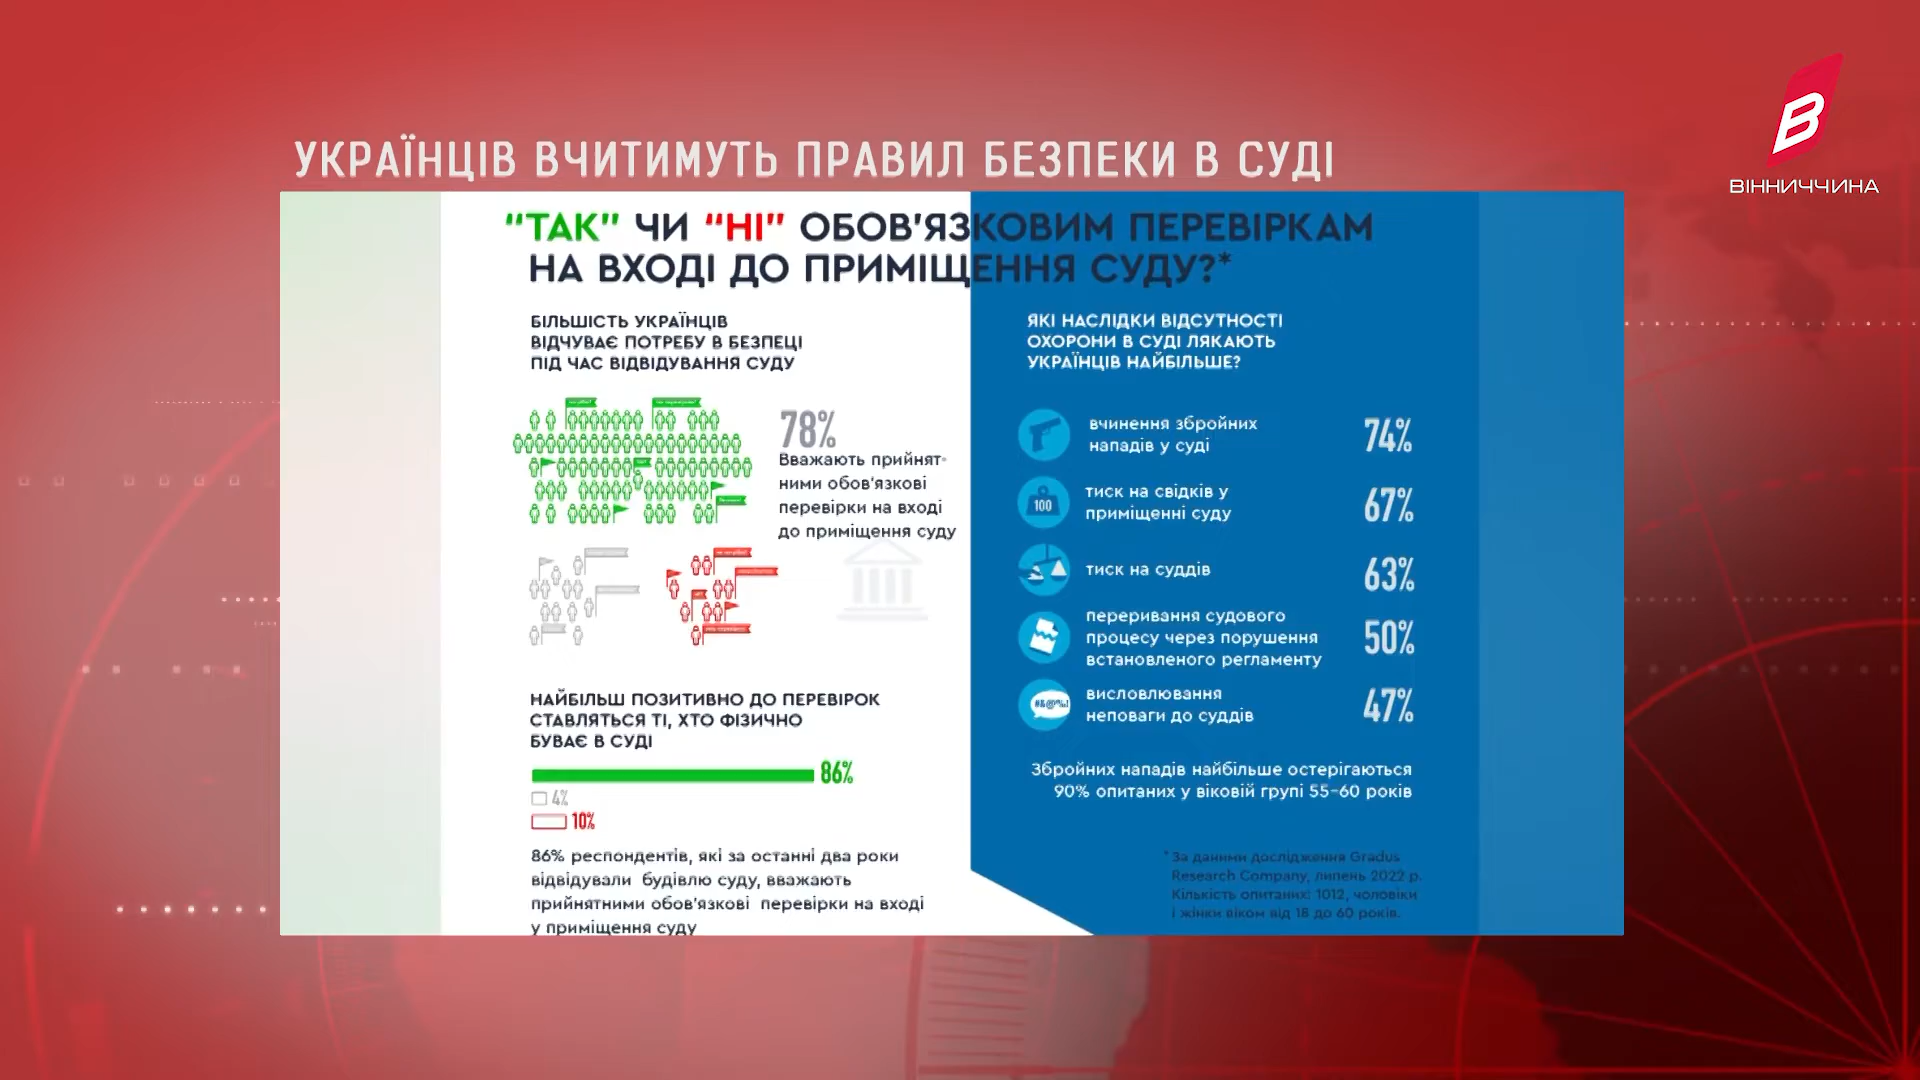 УКРАЇНЦІВ ВЧИТИМУТЬ ПРАВИЛ БЕЗПЕКИ В СУДІ
В
ВІННИЧЧИНА
“ТАК” ЧИ “НІ” ОБОВ’ЯЗКОВИМ ПЕРЕВІРКАМ
НА ВХОДІ ДО ПРИМІЩЕННЯ СУДУ?*
БІЛЬШІСТЬ УКРАЇНЦІВ
ВІДЧУВАЄ ПОТРЕБУ В БЕЗПЕЦІ
ПІД ЧАС ВІДВІДУВАННЯ СУДУ
78%
Вважають прийнят-
ними обов’язкові
перевірки на вході
до приміщення суду
НАЙБІЛЬШ ПОЗИТИВНО ДО ПЕРЕВІРОК
СТАВЛЯТЬСЯ ТІ, ХТО ФІЗИЧНО
БУВАЄ В СУДІ
86%
4%
10%
86% респондентів, які за останні два роки
відвідували будівлю суду, вважають
прийнятними обов’язкові перевірки на вході
у приміщення суду
ЯКІ НАСЛІДКИ ВІДСУТНОСТІ
ОХОРОНИ В СУДІ ЛЯКАЮТЬ
УКРАЇНЦІВ НАЙБІЛЬШЕ?
вчинення збройних
нападів у суді
74%
100
тиск на свідків у
приміщенні суду
67%
тиск на суддів
63%
переривання судового
процесу через порушення
встановленого регламенту
50%
#&@%!
висловлювання
неповаги до суддів
47%
Збройних нападів найбільше остерігаються
90% опитаних у віковій групі 55-60 років
* За даними дослідження Gradus
Research Company, липень 2022 р.
Кількість опитаних: 1012, чоловіки
і жінки віком від 18 до 60 років.